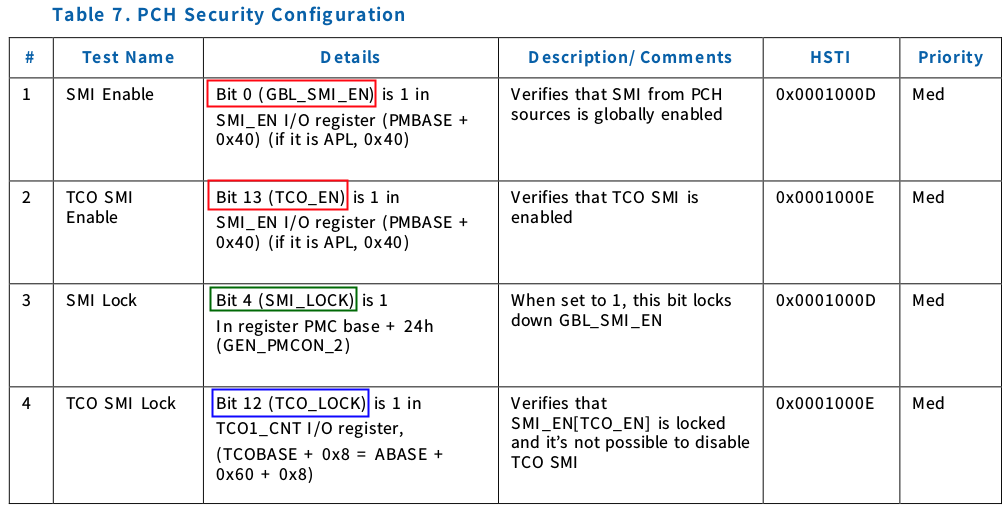 Table 7. PCH Security Configuration
# Test Name Details Description/ Comments HSTI Priority
1 SMI Enable Bit 0 (GBL_SMI_EN) is 1 in Verifies that SMI from PCH 0x0001000D Med
sources is globally enabled
SMI_EN I/O register (PMBASE +
0x40) (if it is APL, 0x40)
2 TCO SMI Bit 13 (TCO_EN) is 1 in Verifies that TCO SMI is 0x0001000E Med
Enable enabled
SMI_EN I/O register (PMBASE +
0x40) (if it is APL, 0x40)
3 SMI Lock Bit 4 (SMI_LOCK) is 1 When set to 1, this bit locks 0x0001000D Med
down GBL_SMI_EN
In register PMC base + 24h
(GEN_PMCON_2)
4 TCO SMI Lock Bit 12 (TCO_LOCK) is 1 in Verifies that 0x0001000E Med
TCO1_CNT I/O register, SMI_EN[TCO_EN] is locked
(TCOBASE + 0x8 = ABASE + and it’s not possible to disable
0x60 + 0x8) TCO SMI